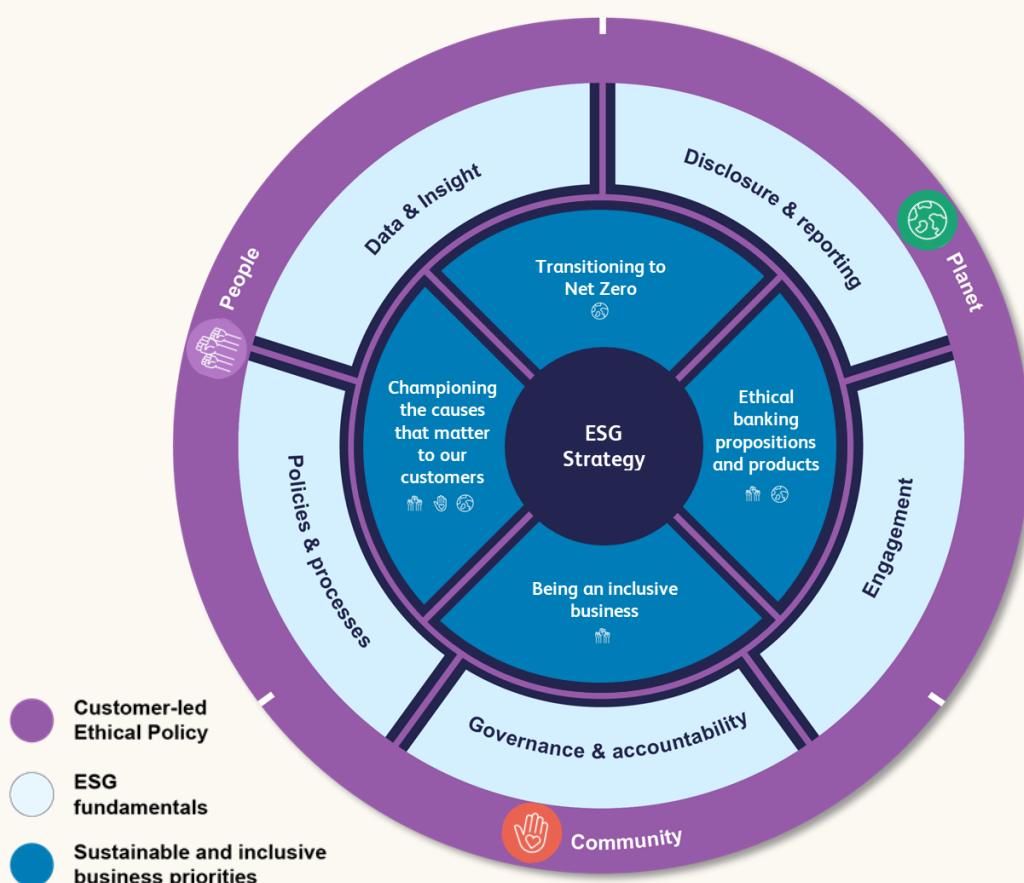 Disclosure & reporting
Data & Insight
People
Planet
Transitioning to
Net Zero
Championing
the causes
that matter
to our
customers
ESG
Strategy
Ethical
banking
propositions
and products
Policies & processes
Engagement
Being an inclusive
business
Governance & accountability
Community
Customer-led
Ethical Policy
ESG
fundamentals
Sustainable and inclusive
business priorities